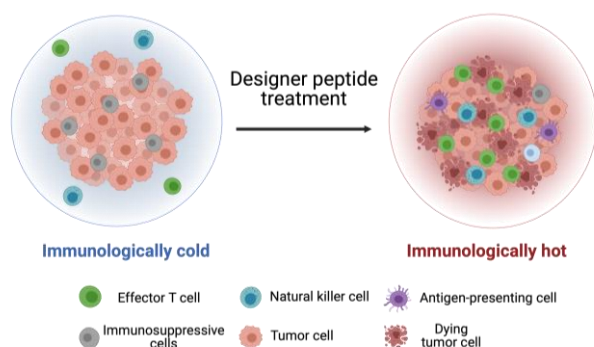 Designer peptide
treatment
Immunologically cold
Immunologically hot
Effector T cell
Natural killer cell
Antigen-presenting cell
Immunosuppressive
cells
Tumor cell
Dying
tumor cell